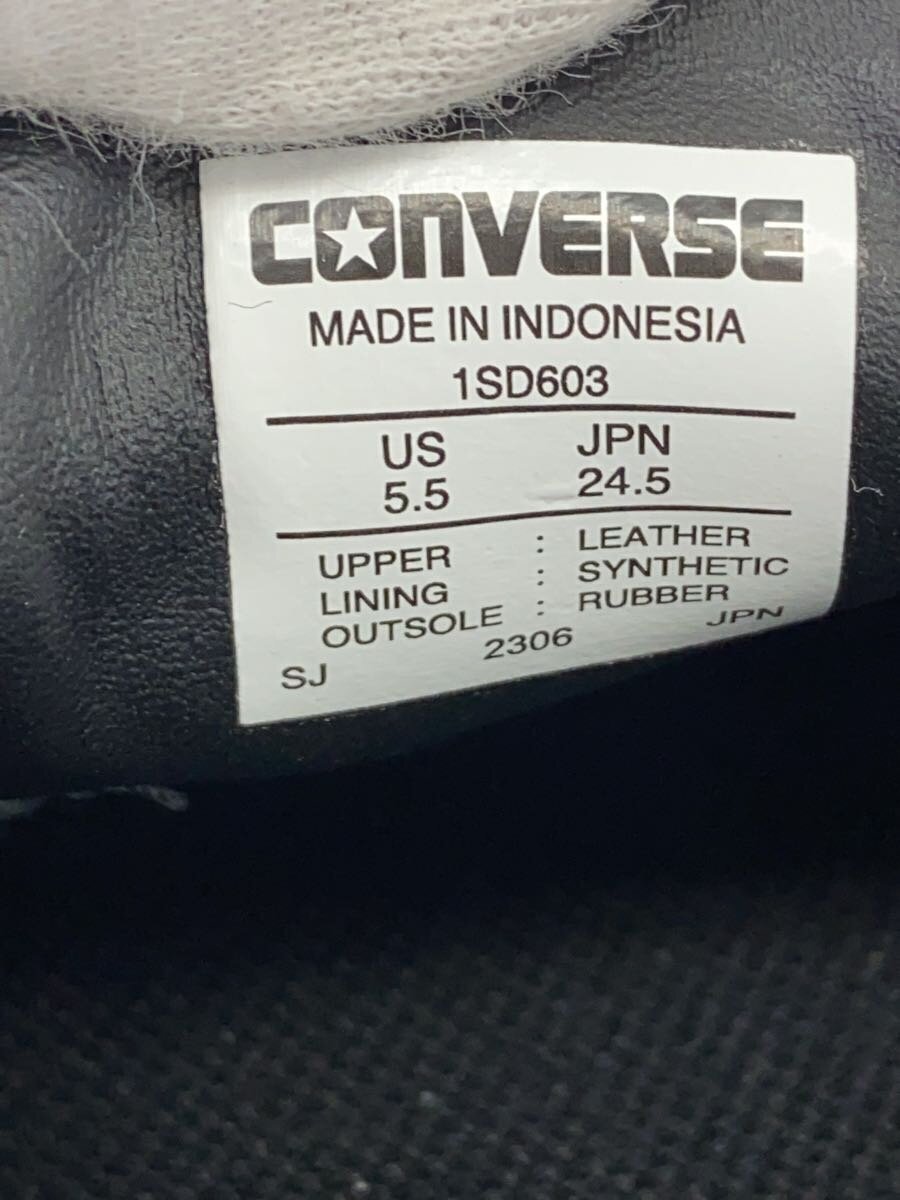 CONVERSE
MADE IN INDONESIA
1SD603
US JPN
5.5 24.5
UPPER : LEATHER
LINING : SYNTHETIC
OUTSOLE : RUBBER
SJ 2306 JPN